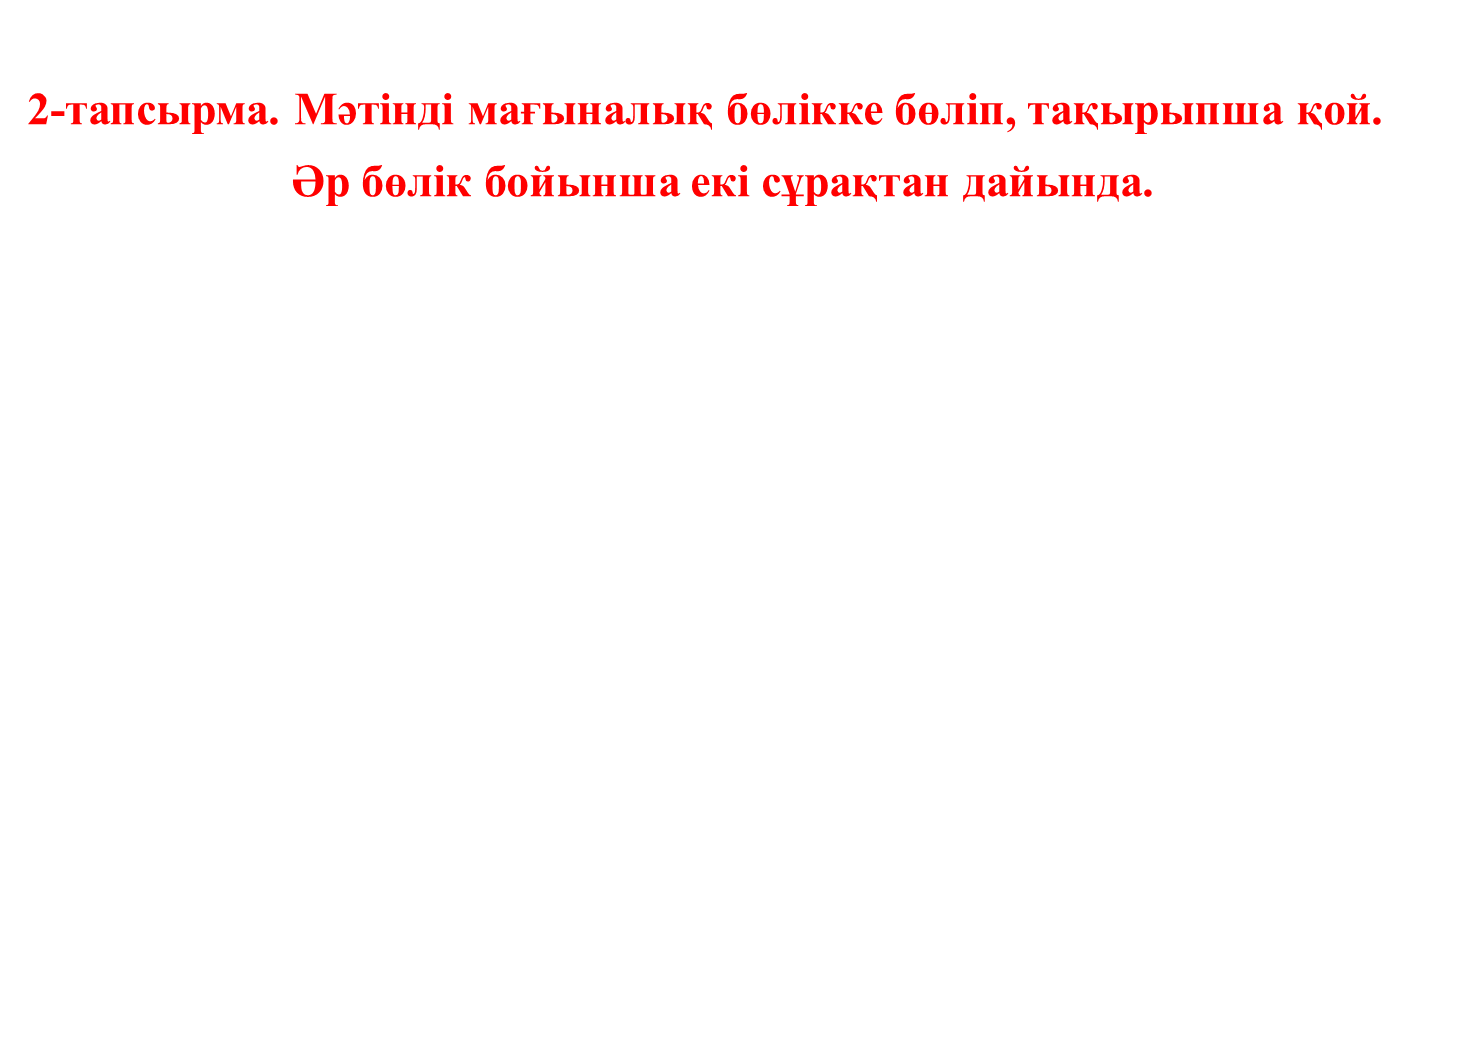 2-тапсырма. Мәтінді мағыналық бөлікке бөліп, тақырыпша қой.
Әр бөлік бойынша екі сұрақтан дайында.